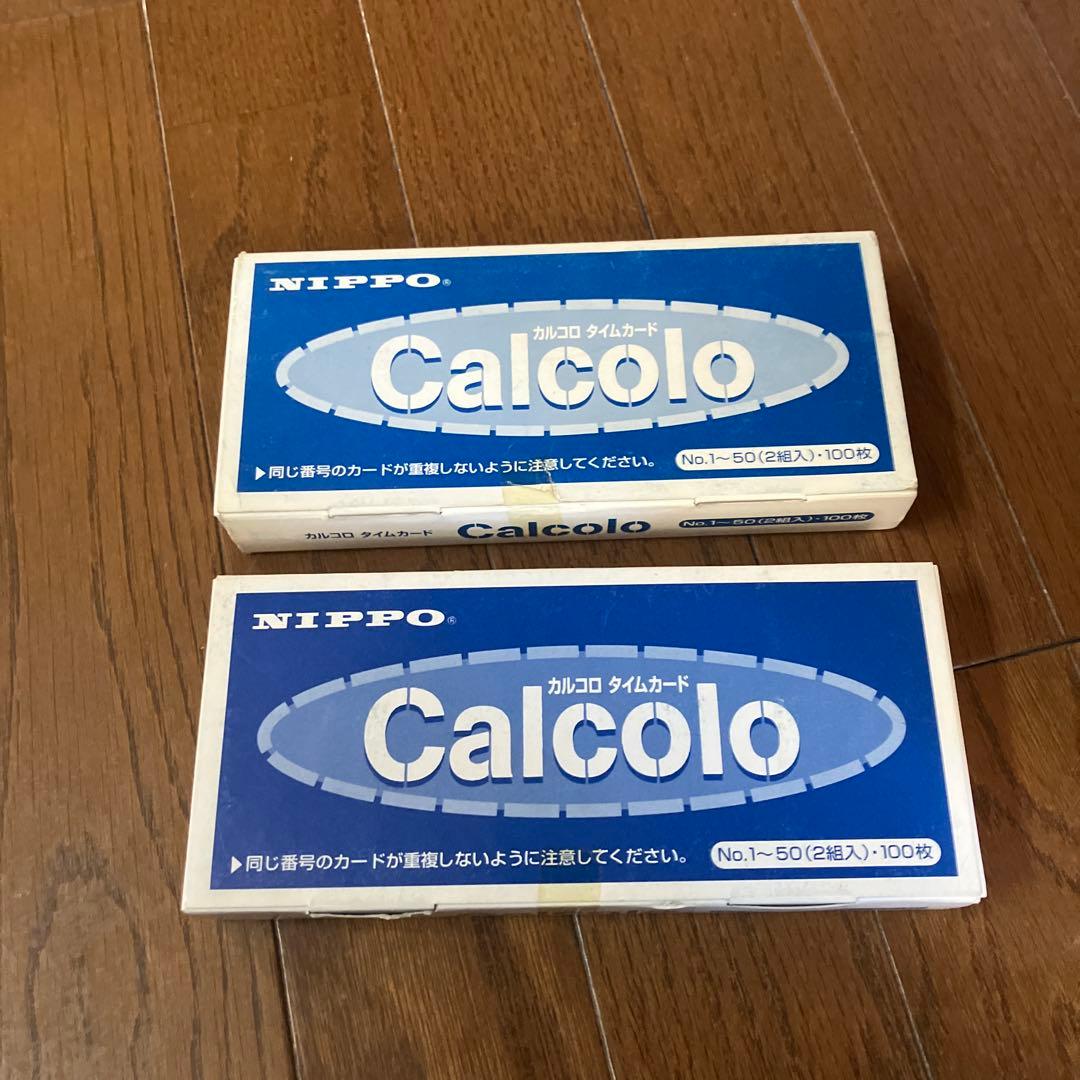 NIPPO®
カルコロ タイムカード
Calcolo
▶同じ番号のカードが重複しないように注意してください。
No.1～50(2組入)・100枚
カルコロ タイムカード Calcolo No.1～50(2組入)・100枚
NIPPO®
カルコロ タイムカード
Calcolo
▶同じ番号のカードが重複しないように注意してください。
No.1～50(2組入)・100枚